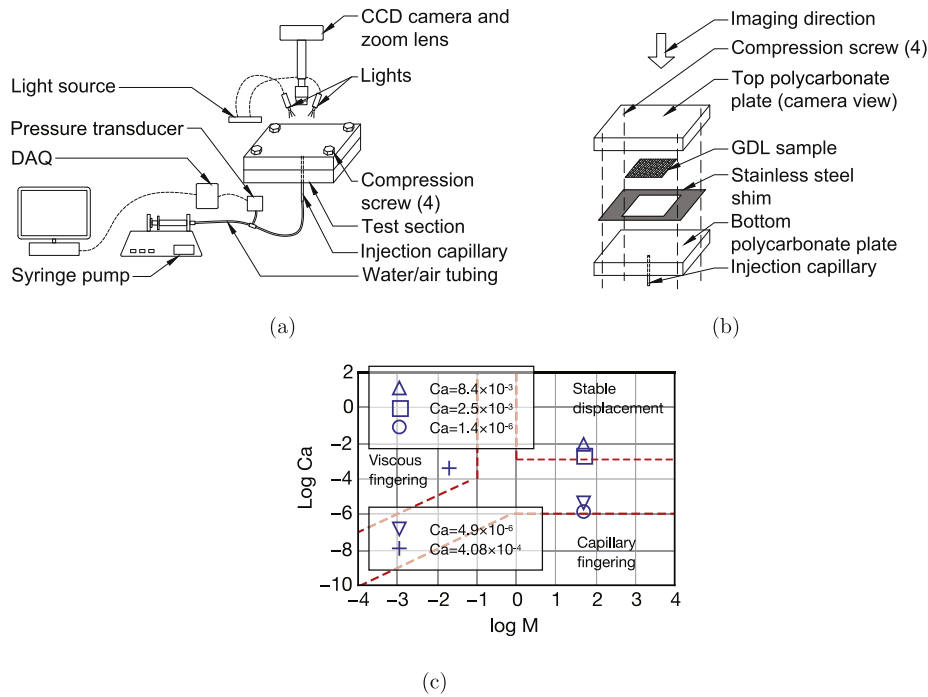 CCD camera and
zoom lens
Lights
Light source
Pressure transducer
DAQ
Compression
screw (4)
Test section
Injection capillary
Water/air tubing
Syringe pump
(a)
Imaging direction
Compression screw (4)
Top polycarbonate
plate (camera view)
GDL sample
Stainless steel
shim
Bottom
polycarbonate plate
Injection capillary
(b)
Log Ca
2
0
−2
−4
−6
−8
−10
Ca=8.4×10-3
Ca=2.5×10-3
Ca=1.4×10-6
Stable
displacement
Viscous
fingering
Ca=4.9×10-6
Ca=4.08×10-4
Capillary
fingering
−4 −3 −2 −1 0 1 2 3 4
log M
(c)